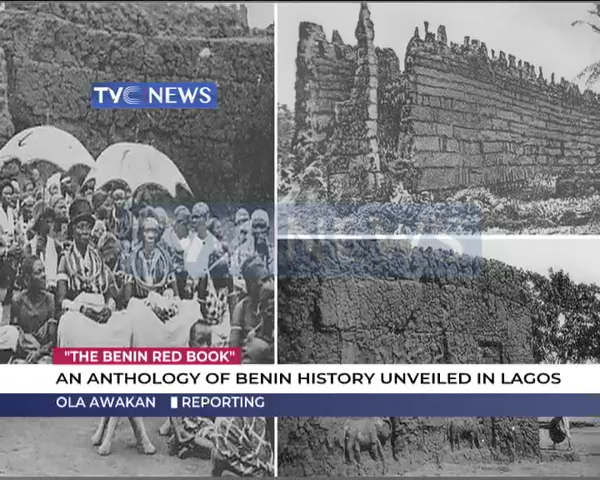 TVC NEWS
"THE BENIN RED BOOK"
AN ANTHOLOGY OF BENIN HISTORY UNVEILED IN LAGOS
OLA AWAKAN REPORTING